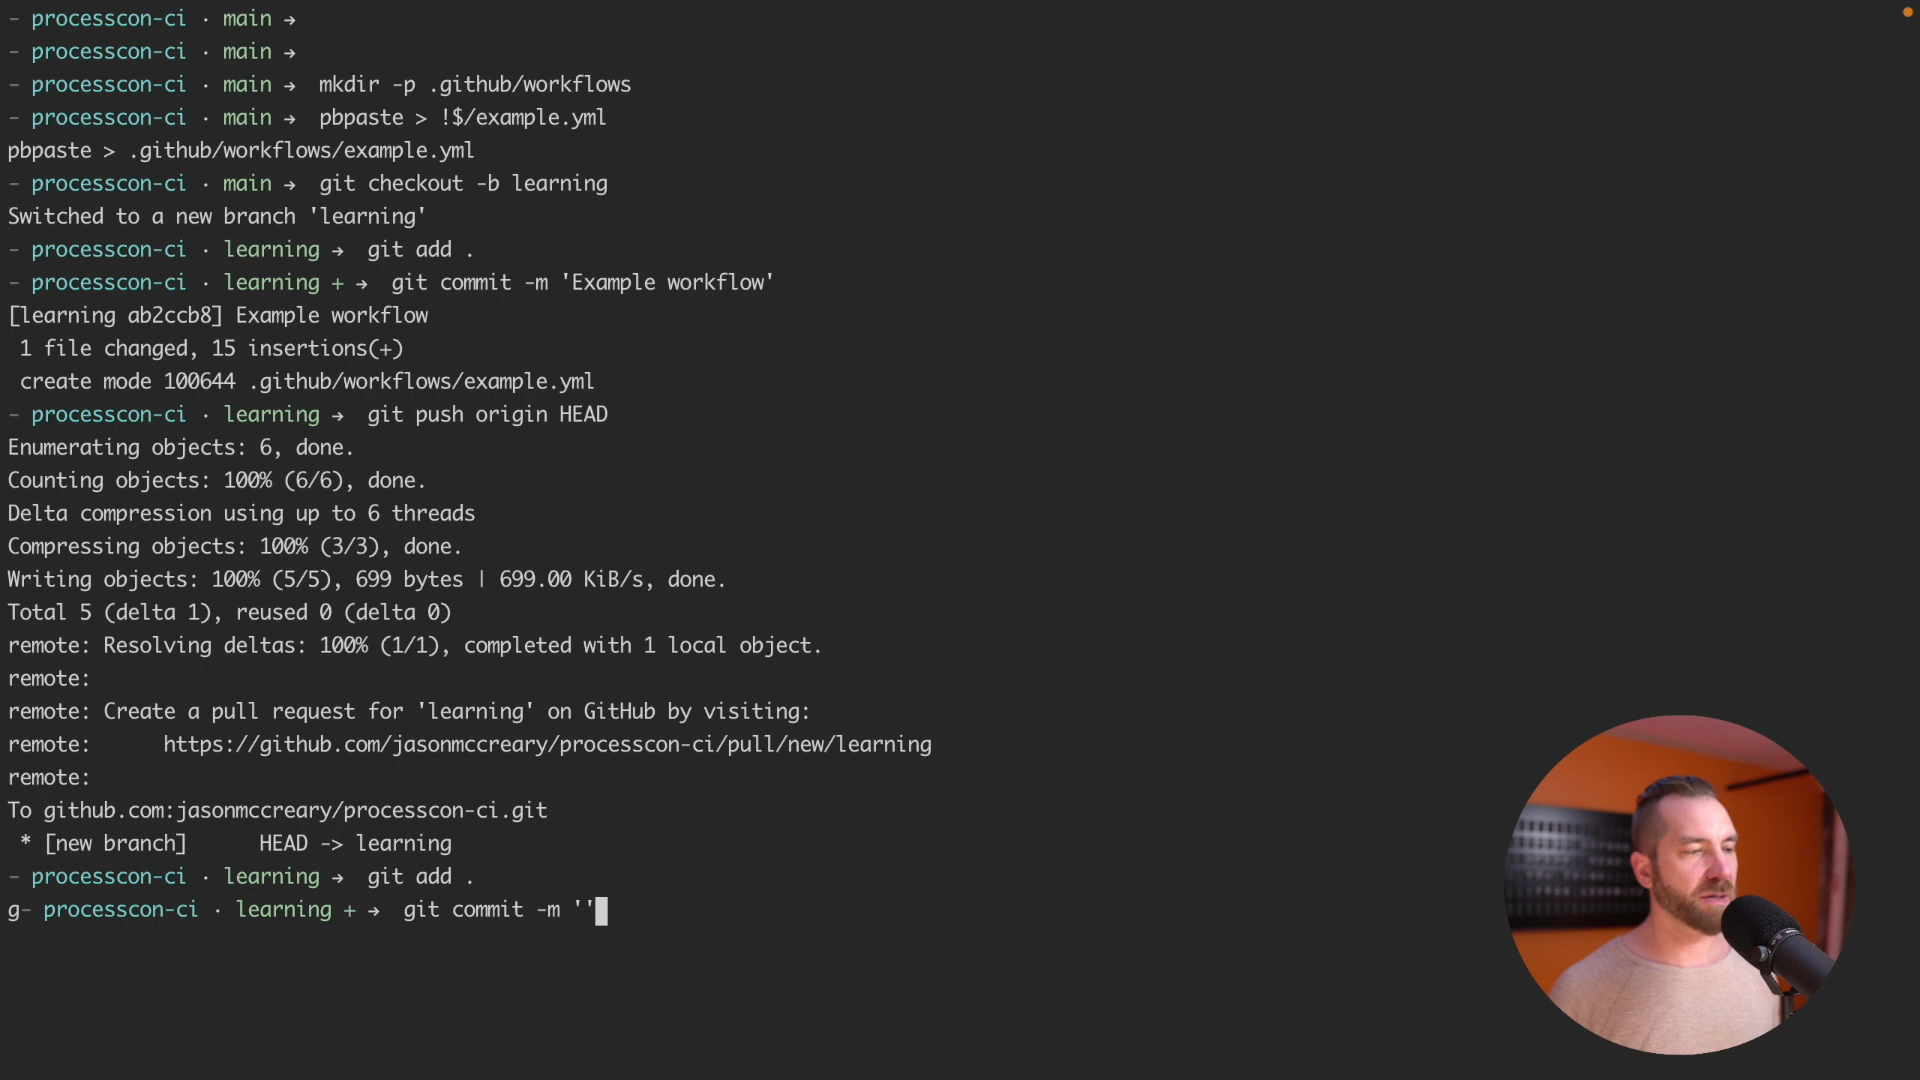 - processcon-ci · main →
- processcon-ci · main →
- processcon-ci · main → mkdir -p .github/workflows
- processcon-ci · main → pbpaste > !$/example.yml
pbpaste > .github/workflows/example.yml
- processcon-ci · main → git checkout -b learning
Switched to a new branch 'learning'
- processcon-ci · learning → git add .
- processcon-ci · learning + → git commit -m 'Example workflow'
[learning ab2ccb8] Example workflow
 1 file changed, 15 insertions(+)
 create mode 100644 .github/workflows/example.yml
- processcon-ci · learning → git push origin HEAD
Enumerating objects: 6, done.
Counting objects: 100% (6/6), done.
Delta compression using up to 6 threads
Compressing objects: 100% (3/3), done.
Writing objects: 100% (5/5), 699 bytes | 699.00 KiB/s, done.
Total 5 (delta 1), reused 0 (delta 0)
remote: Resolving deltas: 100% (1/1), completed with 1 local object.
remote:
remote: Create a pull request for 'learning' on GitHub by visiting:
remote:      https://github.com/jasonmccreary/processcon-ci/pull/new/learning
remote:
To github.com:jasonmccreary/processcon-ci.git
 * [new branch]      HEAD -> learning
- processcon-ci · learning → git add .
g- processcon-ci · learning + → git commit -m ''